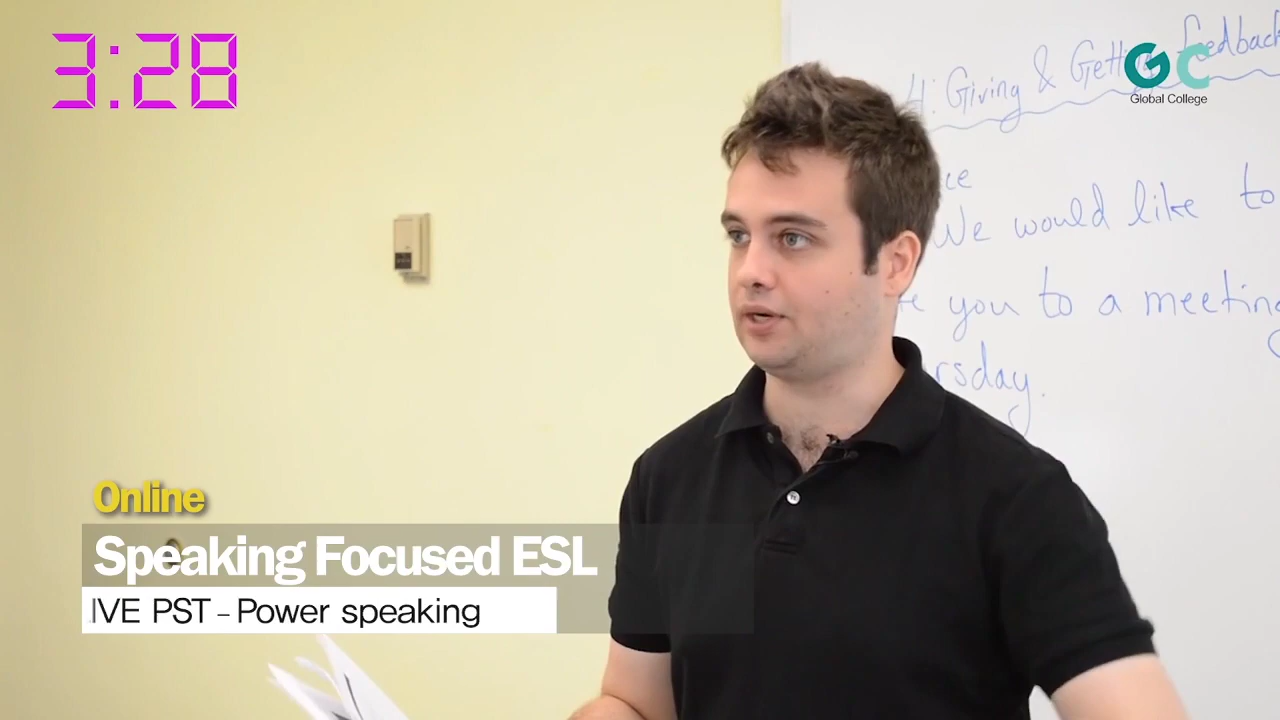 3:28
GC
Global College
4: Giving & Getting Feedback
ce
We would like to
you to a meeting
rsday.
Online
Speaking Focused ESL
IVE PST – Power speaking